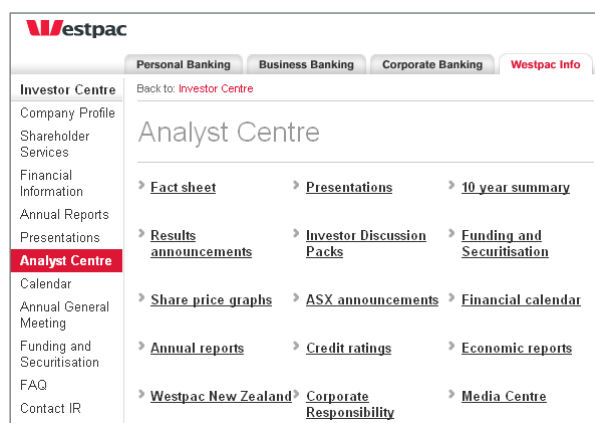 Westpac
Personal Banking
Business Banking
Corporate Banking
Westpac Info
Investor Centre
Company Profile
Shareholder
Services
Financial
Information
Annual Reports
Presentations
Analyst Centre
Calendar
Annual General
Meeting
Funding and
Securitisation
FAQ
Contact IR
Back to: Investor Centre
Analyst Centre
Fact sheet
Presentations
10 year summary
Results
announcements
Investor Discussion
Packs
Funding and
Securitisation
Share price graphs
ASX announcements
Financial calendar
Annual reports
Credit ratings
Economic reports
Westpac New Zealand
Corporate
Responsibility
Media Centre